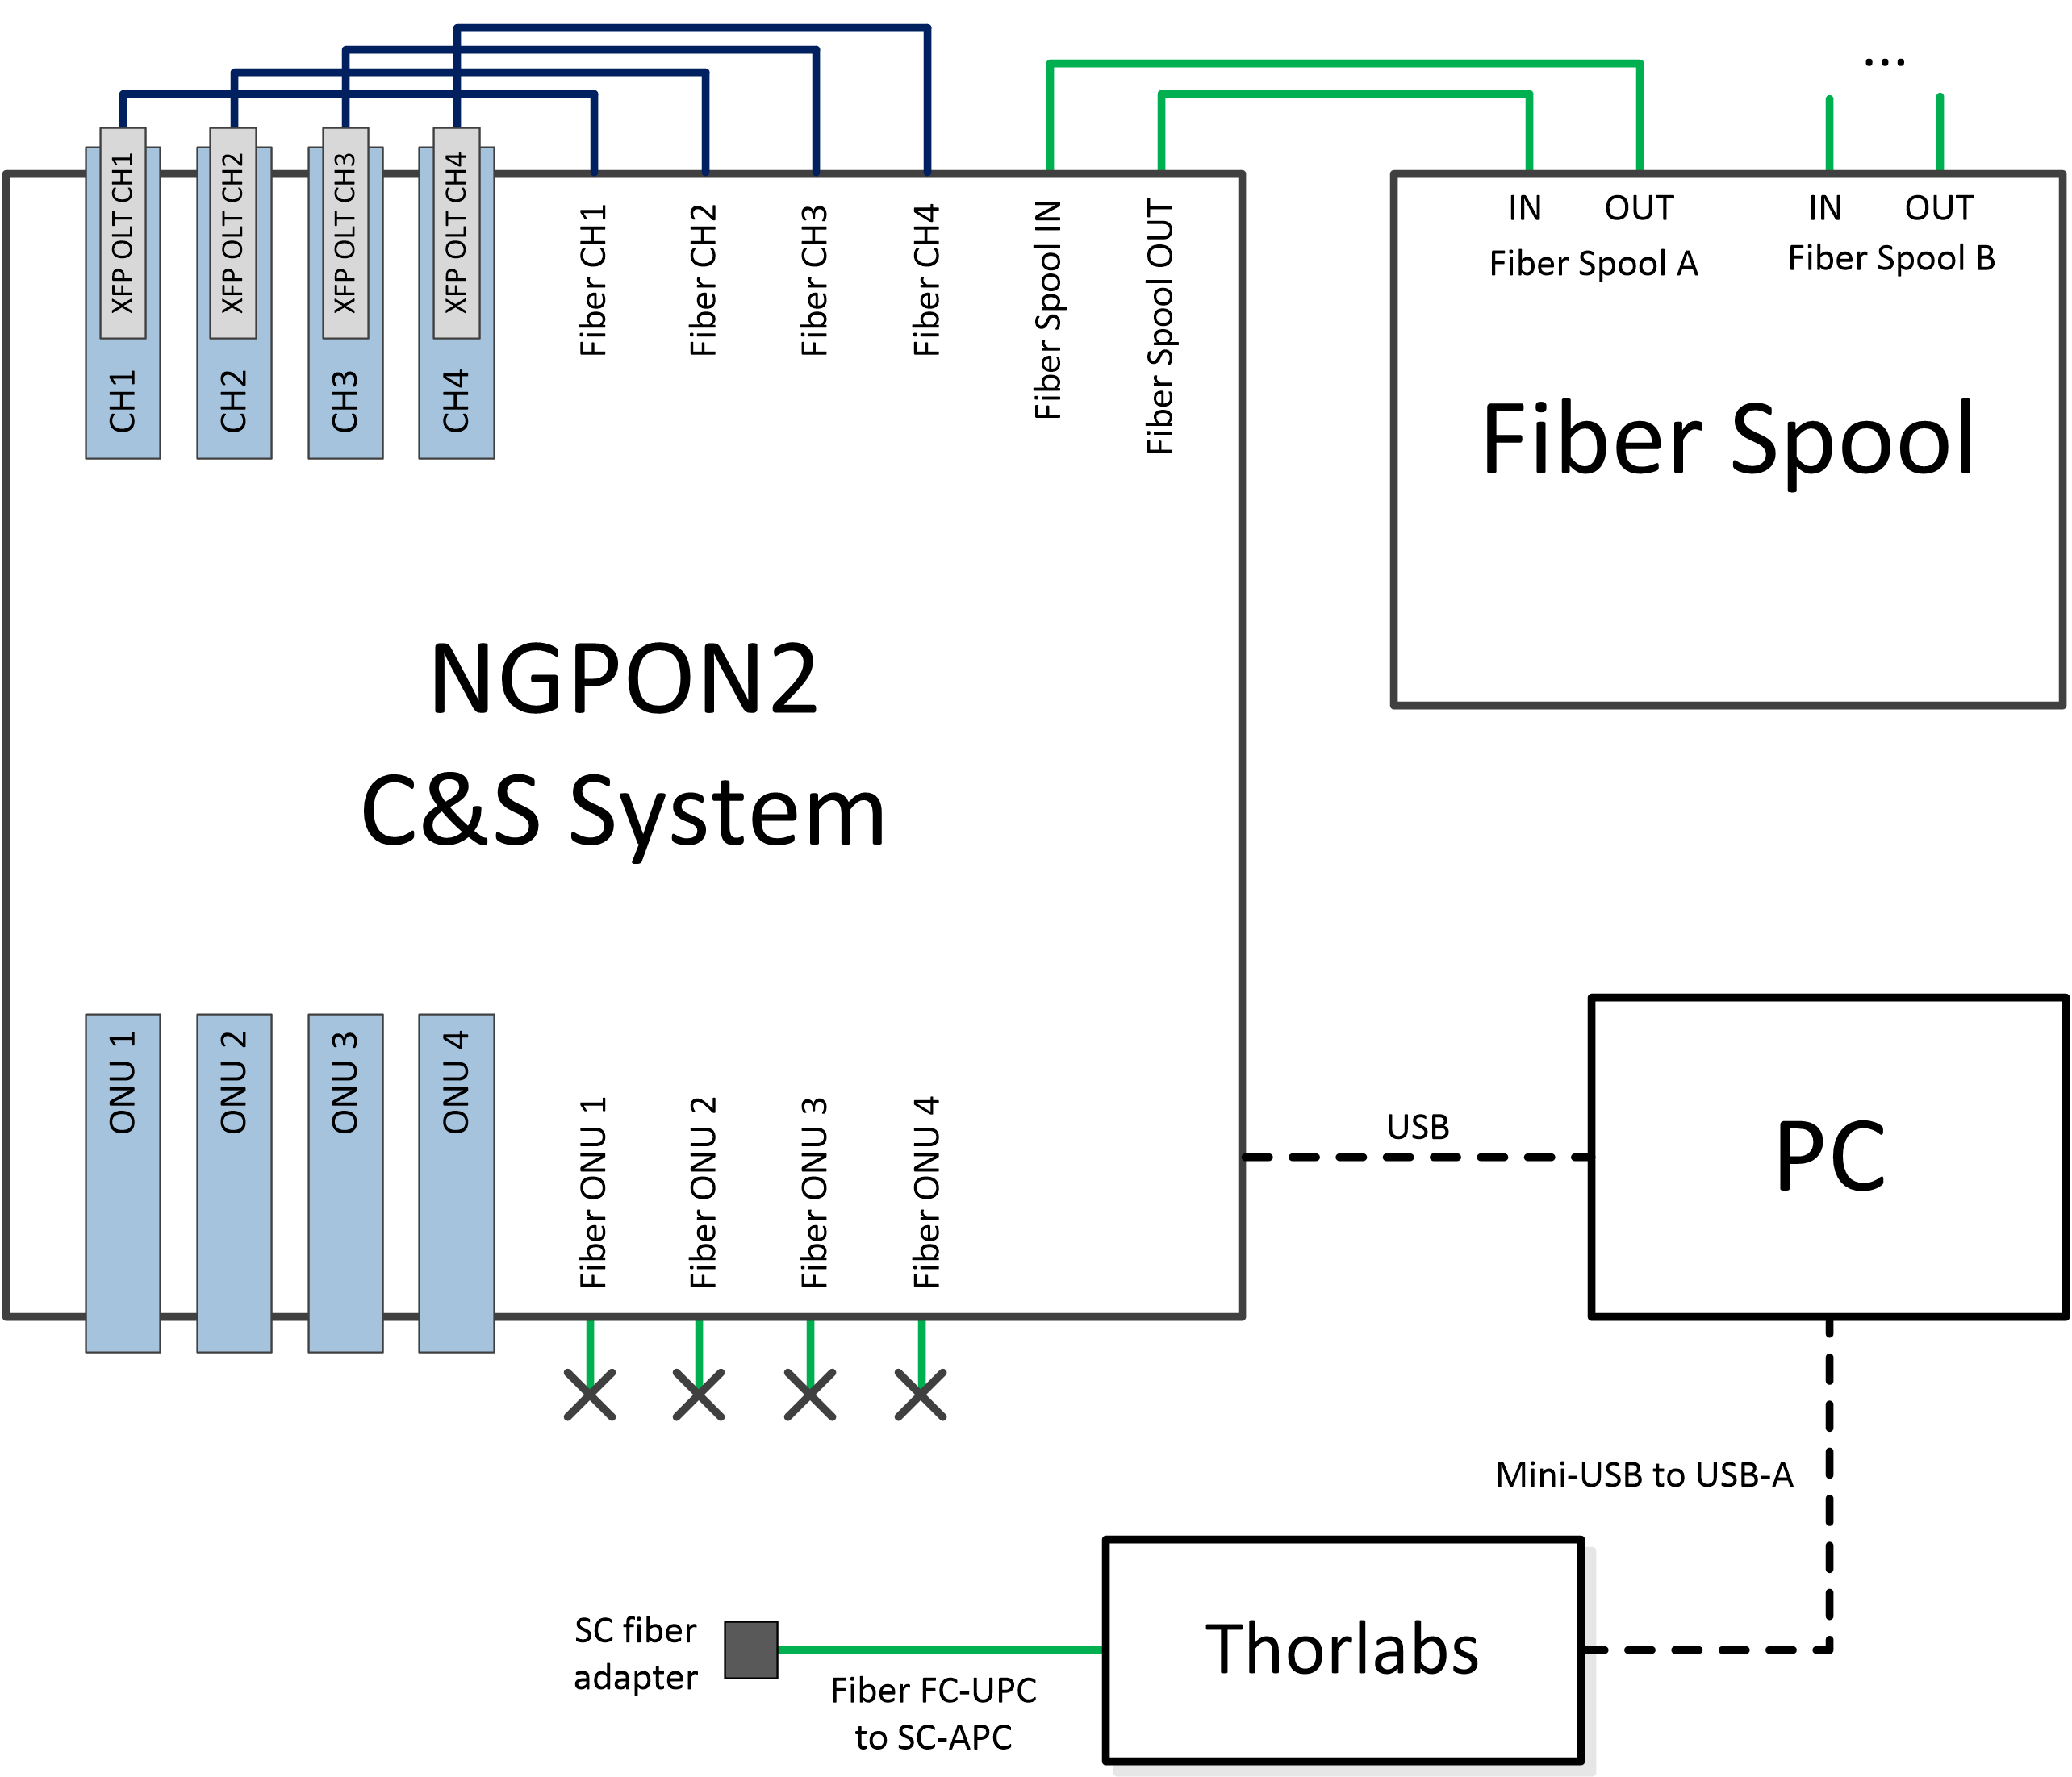 XFP OLT CH1
XFP OLT CH2
XFP OLT CH3
XFP OLT CH4
CH1
CH2
CH3
CH4
Fiber CH1
Fiber CH2
Fiber CH3
Fiber CH4
Fiber Spool IN
Fiber Spool OUT
...
IN
OUT
IN
OUT
Fiber Spool A
Fiber Spool B
Fiber Spool
NGPON2
C&S System
ONU 1
ONU 2
ONU 3
ONU 4
Fiber ONU 1
Fiber ONU 2
Fiber ONU 3
Fiber ONU 4
USB
PC
Mini-USB to USB-A
SC fiber
adapter
Fiber FC-UPC
to SC-APC
Thorlabs